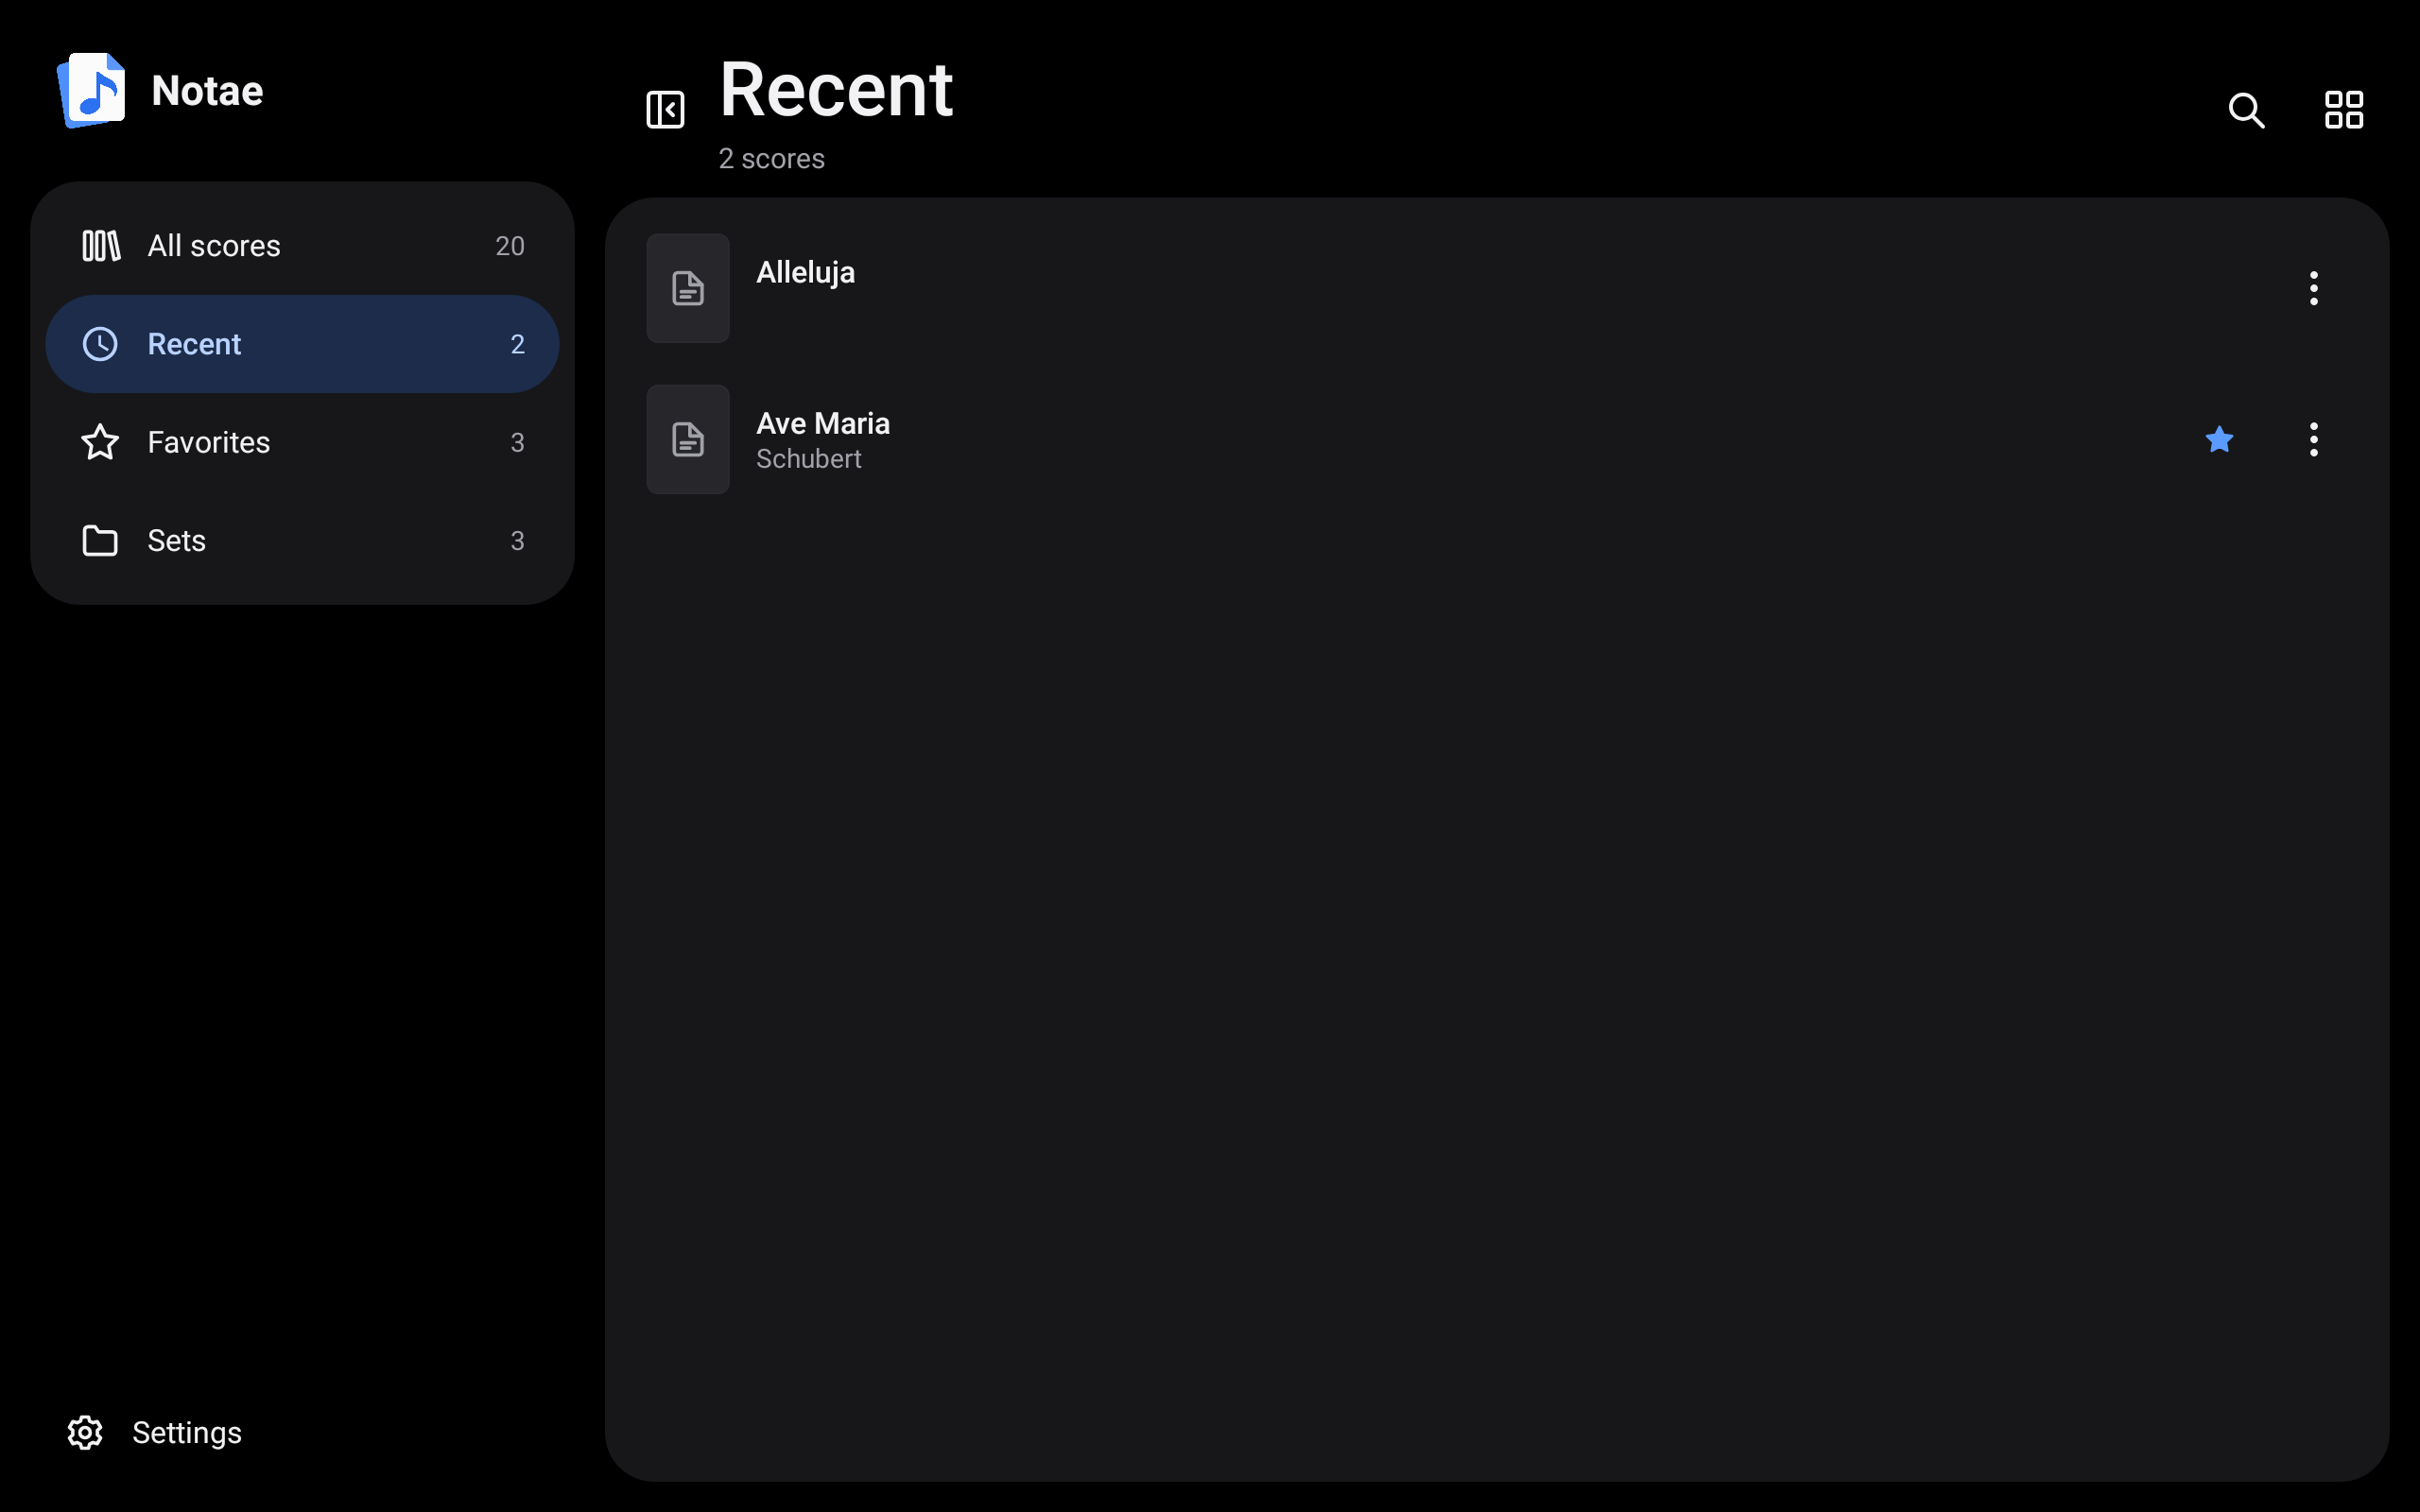 Notae
All scores 20
Recent 2
Favorites 3
Sets 3
Settings
Recent
2 scores
Alleluja
Ave Maria
Schubert